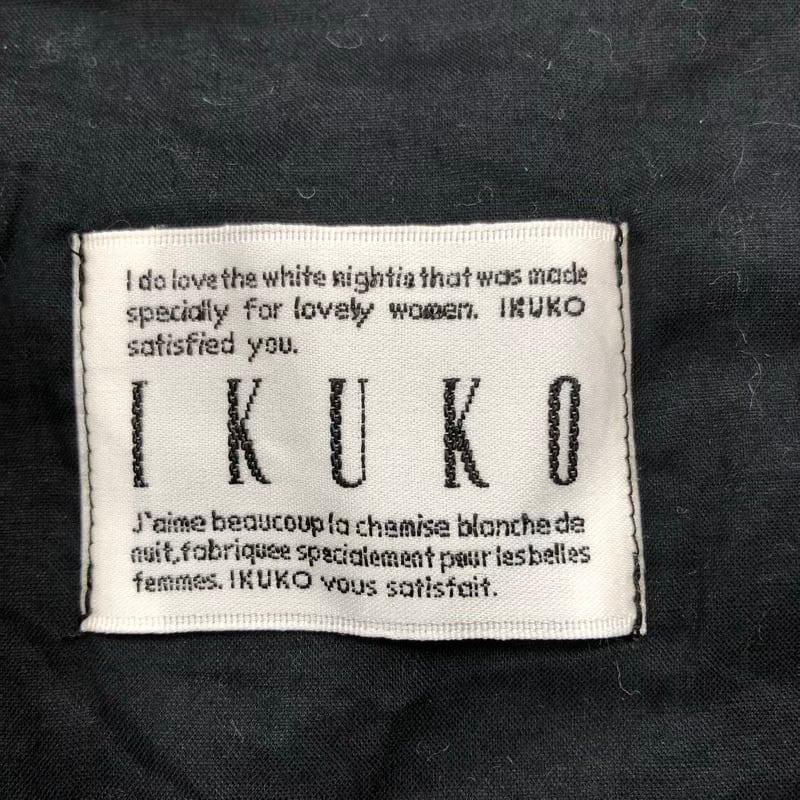 I do love the white nightie that was made
specially for lovely women. IKUKO
satisfied you.
IKUKO
J'aime beaucoup la chemise blanche de
nuit, fabriquee specialement pour les belles
femmes. IKUKO vous satisfait.